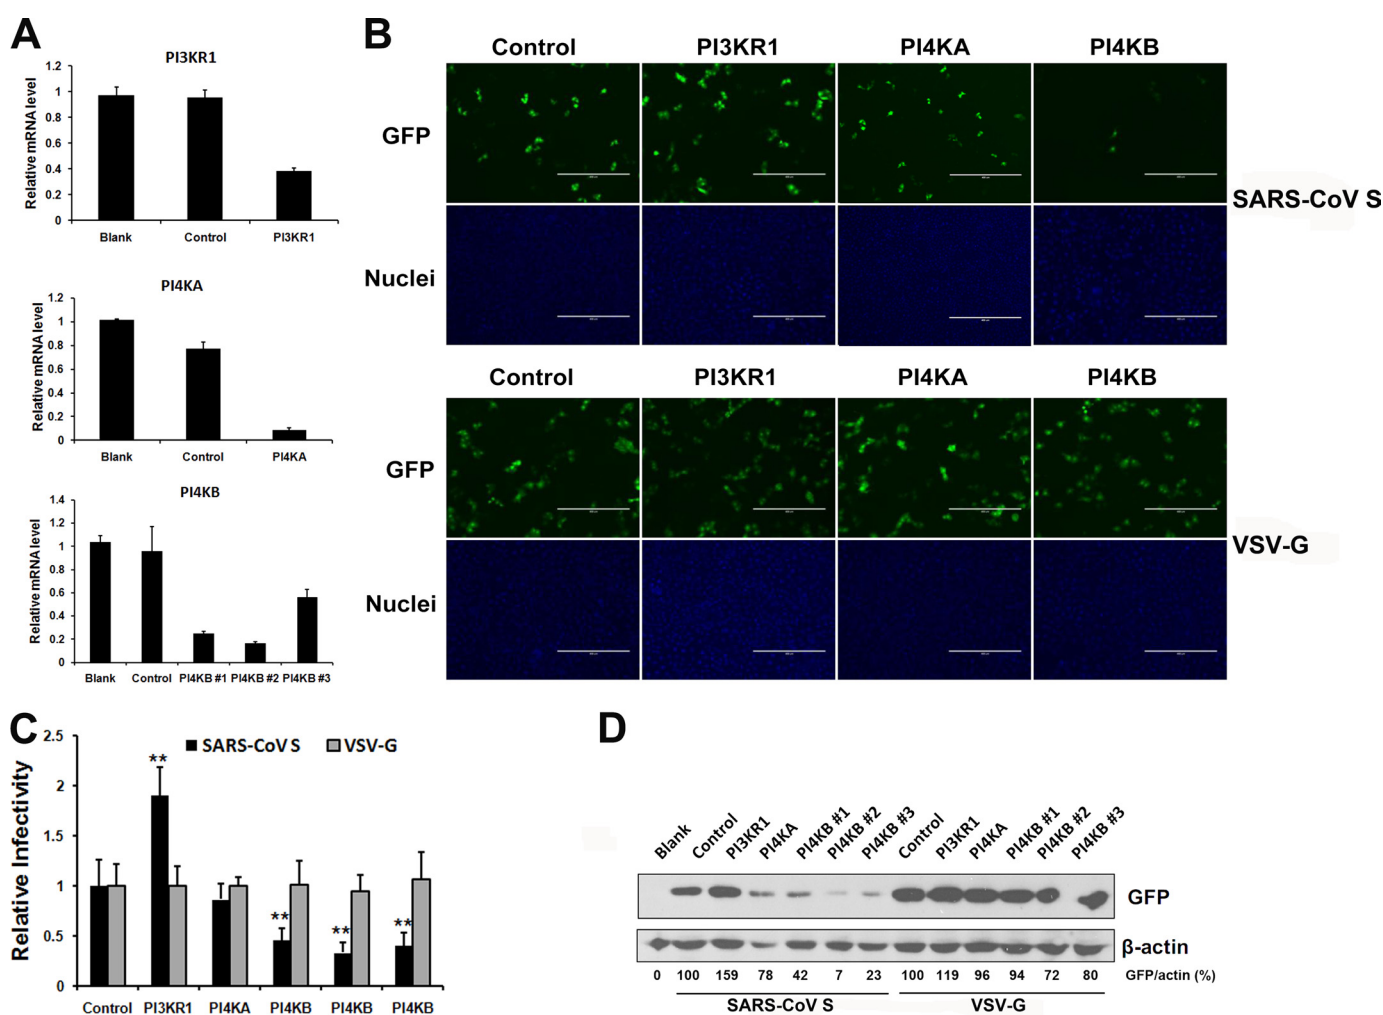 A
PI3KR1
Relative mRNA level
1.2
1
0.8
0.6
0.4
0.2
0
Blank Control PI3KR1
PI4KA
Relative mRNA level
1.2
1
0.8
0.6
0.4
0.2
0
Blank Control PI4KA
PI4KB
Relative mRNA level
1.4
1.2
1
0.8
0.6
0.4
0.2
0
Blank Control PI4KB #1 PI4KB #2 PI4KB #3
B
Control PI3KR1 PI4KA PI4KB
GFP
Nuclei
SARS-CoV S
Control PI3KR1 PI4KA PI4KB
GFP
Nuclei
VSV-G
C
Relative Infectivity
2.5
2
1.5
1
0.5
0
SARS-CoV S VSV-G
**
**
**
**
Control PI3KR1 PI4KA PI4KB PI4KB PI4KB
D
Blank Control PI3KR1 PI4KA PI4KB #1 PI4KB #2 PI4KB #3 Control PI3KR1 PI4KA PI4KB #1 PI4KB #2 PI4KB #3
GFP
β-actin
0 100 159 78 42 7 23 100 119 96 94 72 80 GFP/actin (%)
SARS-CoV S VSV-G